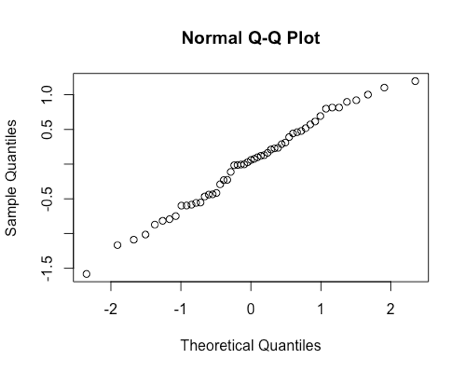 Normal Q-Q Plot
1.0
0.5
-0.5
-1.5
Sample Quantiles
-2 -1 0 1 2
Theoretical Quantiles